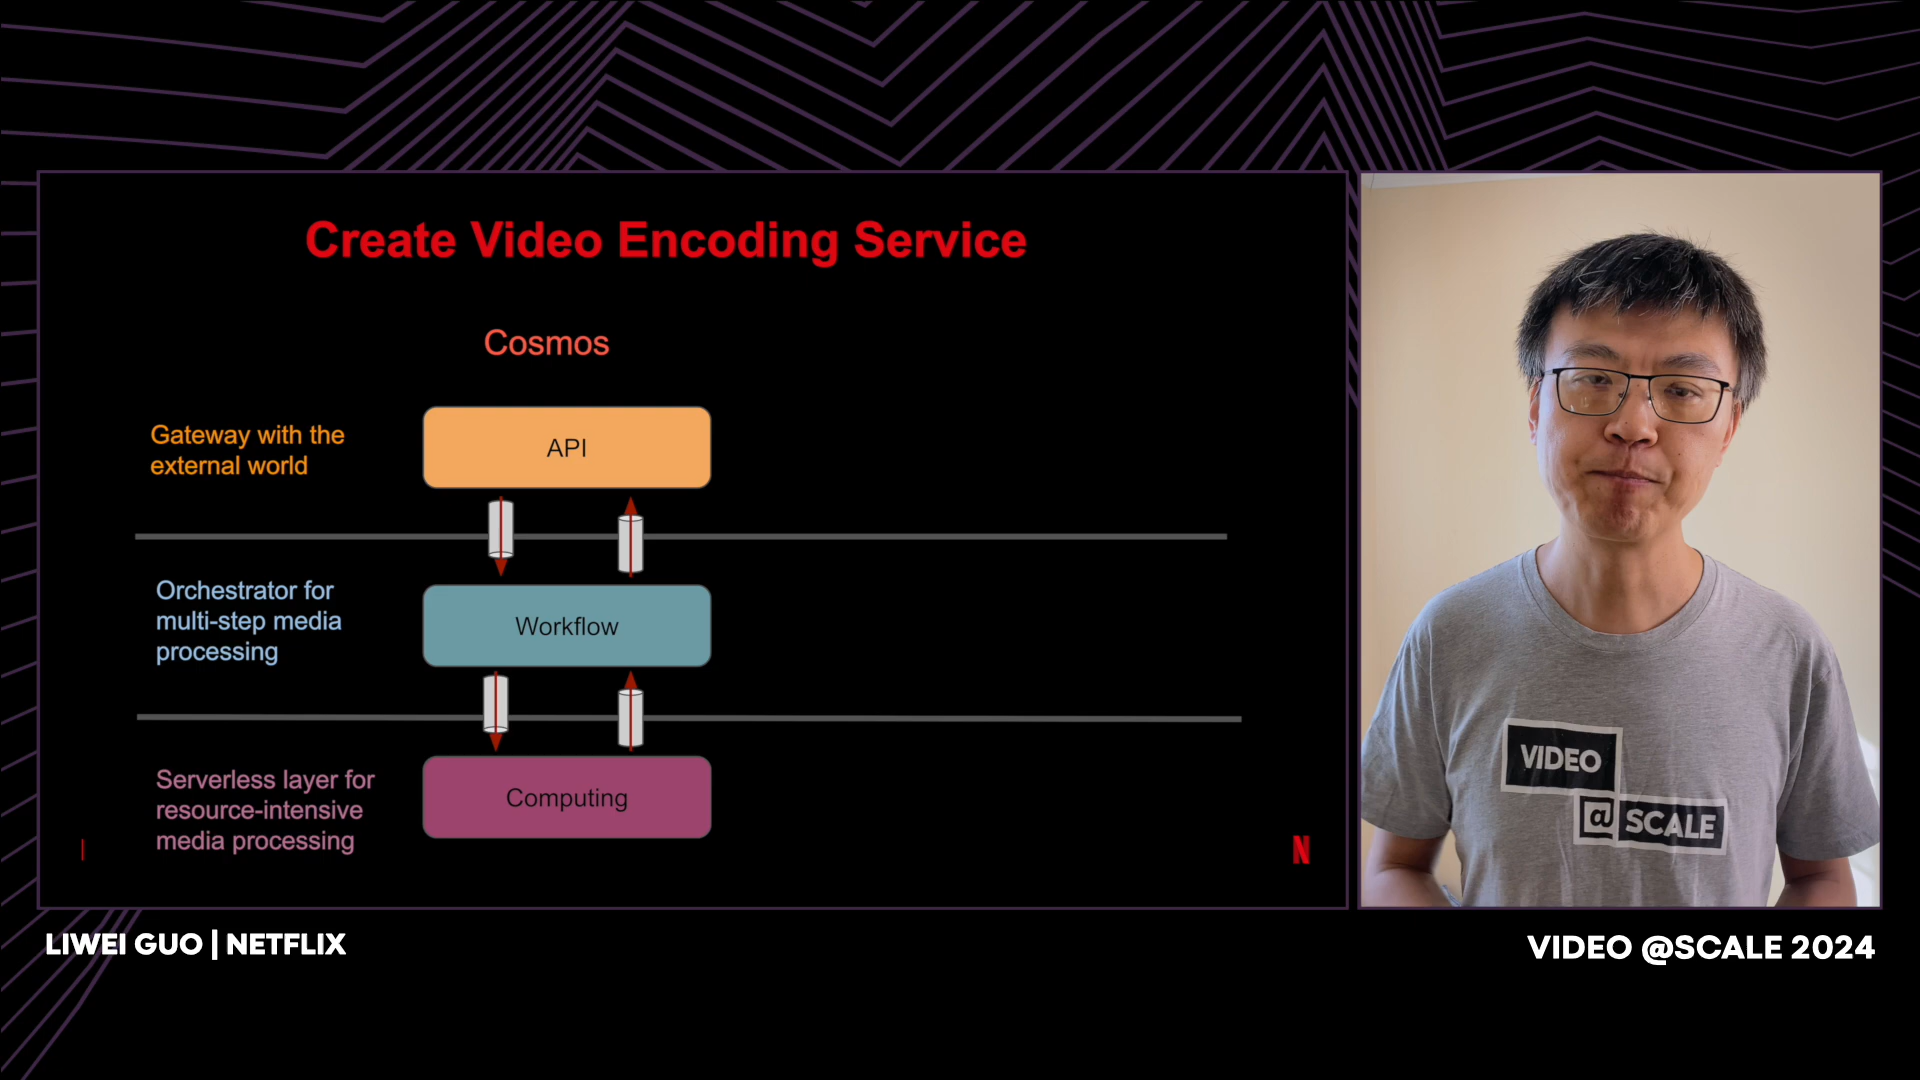 Create Video Encoding Service
Cosmos
Gateway with the
external world
API
Orchestrator for
multi-step media
processing
Workflow
Serverless layer for
resource-intensive
media processing
Computing
N
VIDEO
@SCALE
LIWEI GUO | NETFLIX
VIDEO @SCALE 2024